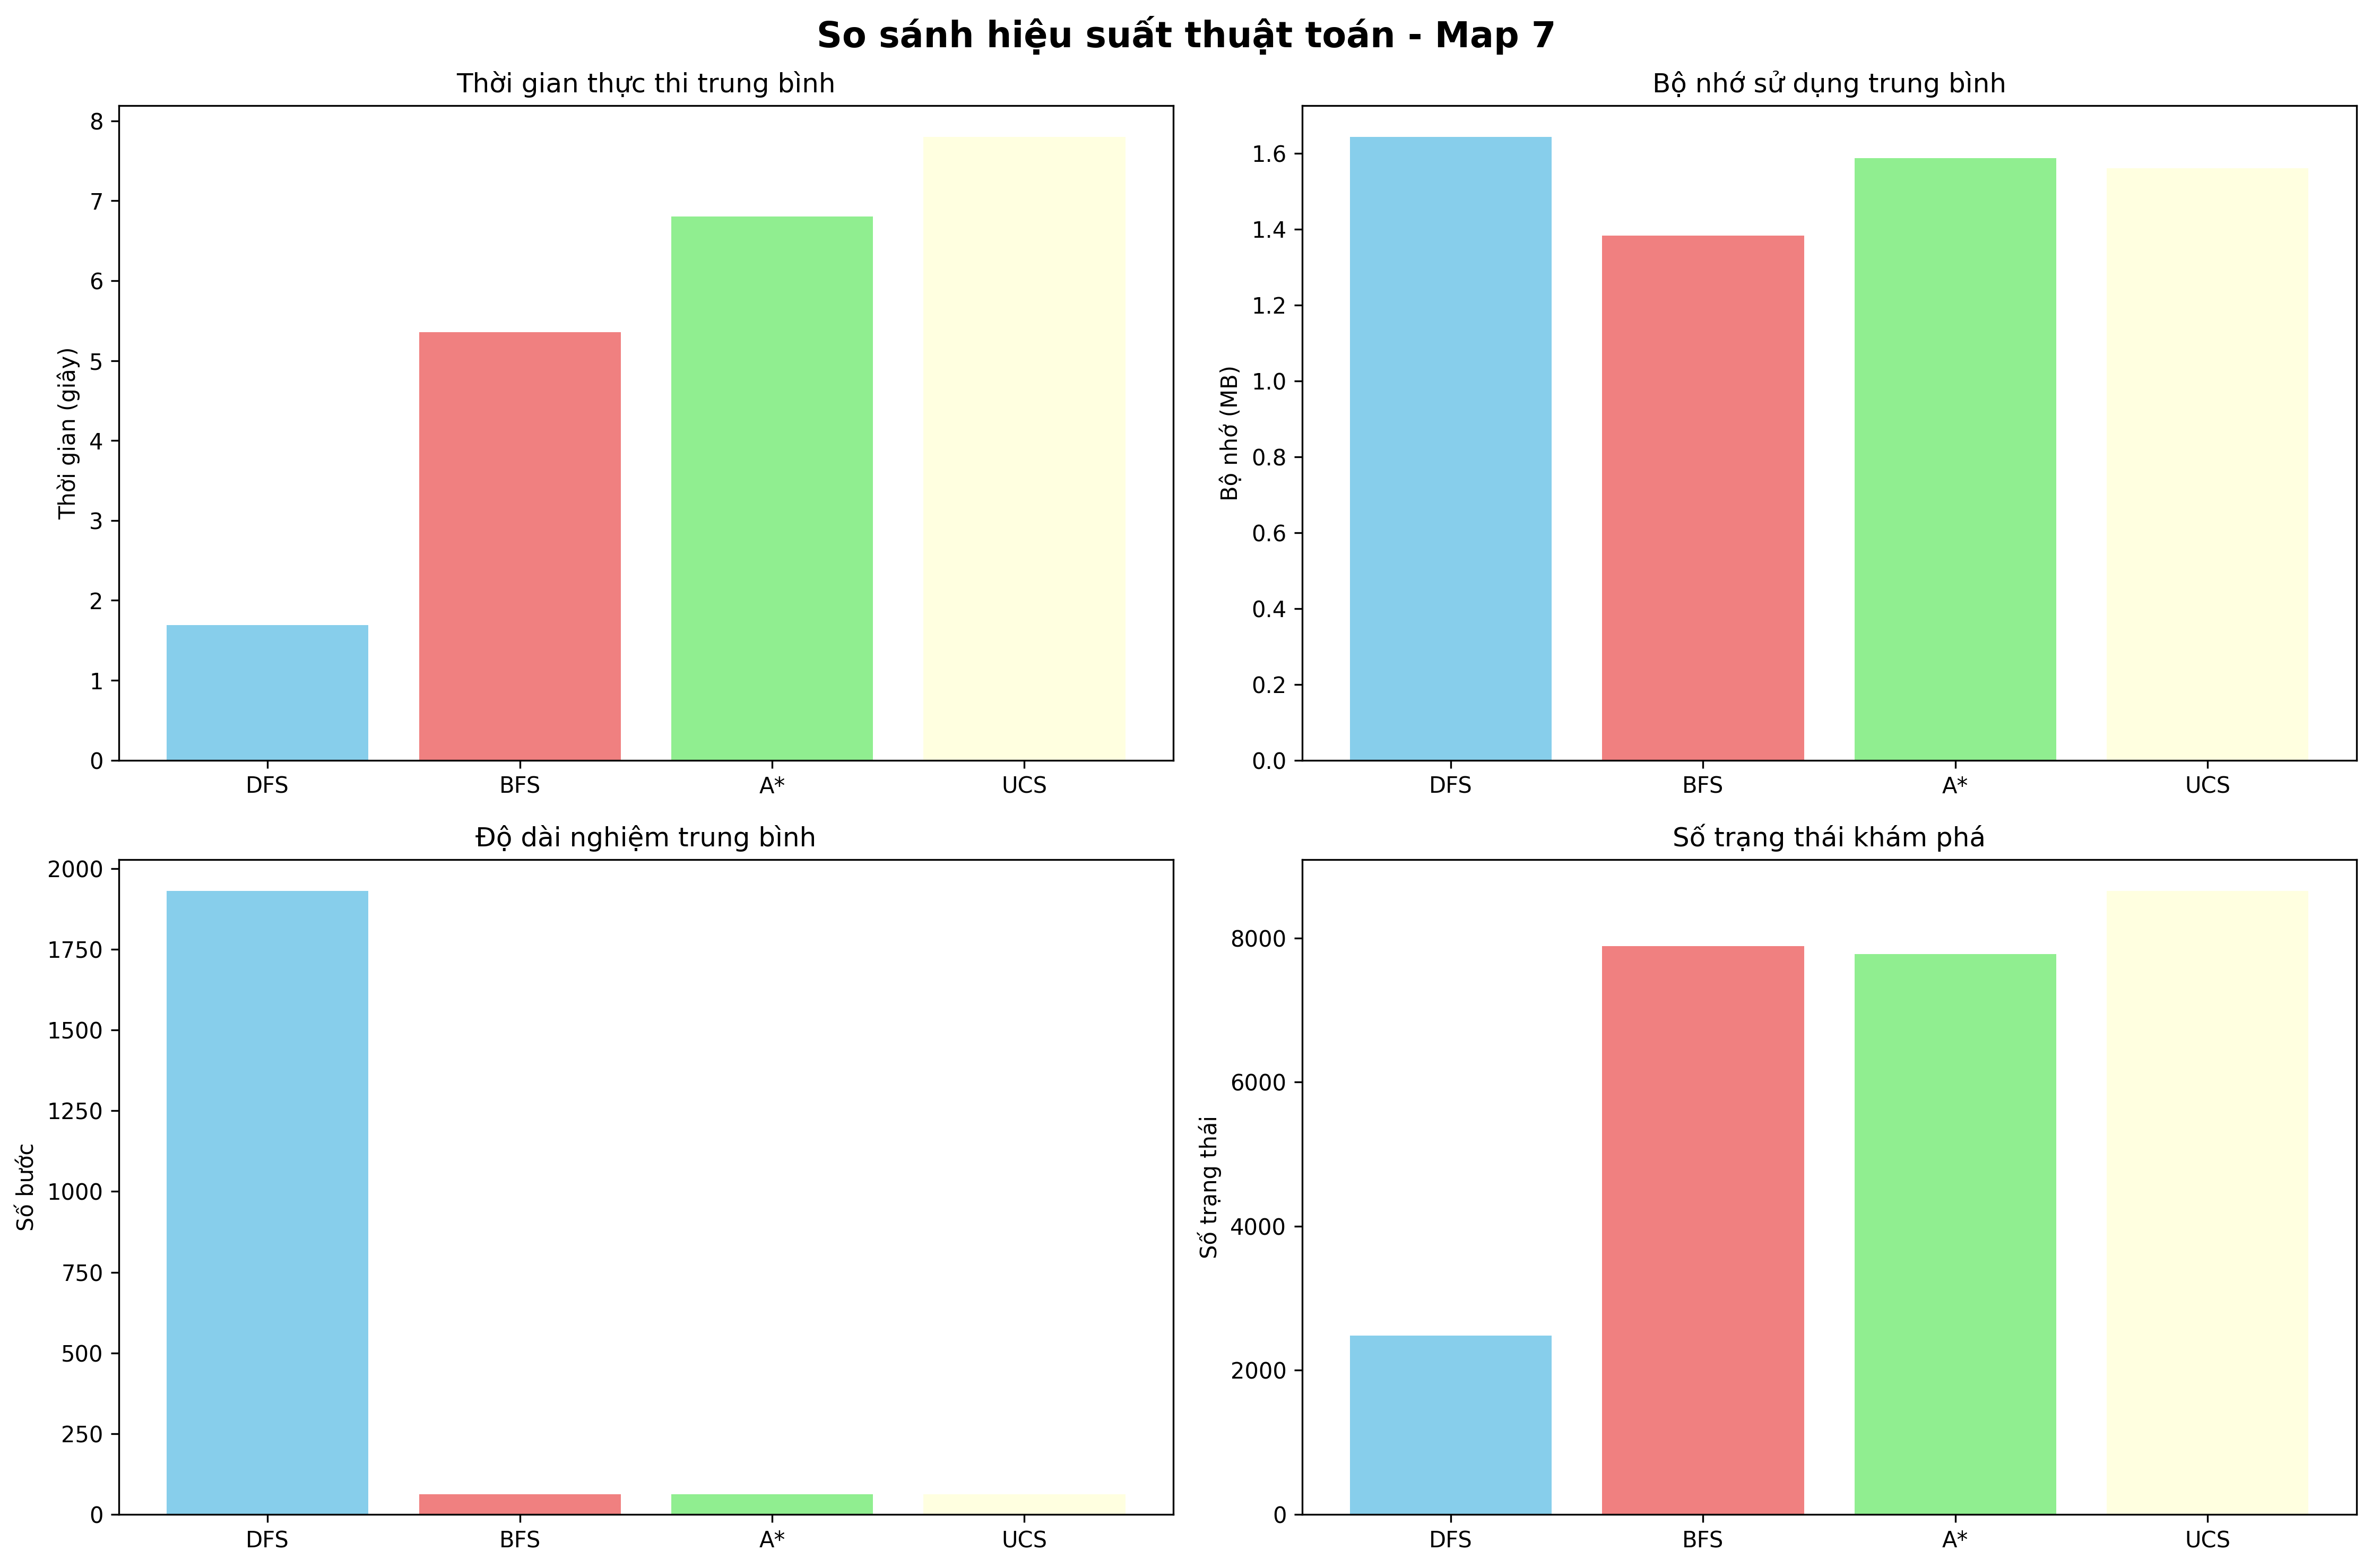 So sánh hiệu suất thuật toán - Map 7
Thời gian thực thi trung bình
Thời gian (giây)
8
7
6
5
4
3
2
1
0
DFS BFS A* UCS
Bộ nhớ sử dụng trung bình
Bộ nhớ (MB)
1.6
1.4
1.2
1.0
0.8
0.6
0.4
0.2
0.0
DFS BFS A* UCS
Độ dài nghiệm trung bình
Số bước
2000
1750
1500
1250
1000
750
500
250
0
DFS BFS A* UCS
Số trạng thái khám phá
Số trạng thái
8000
6000
4000
2000
0
DFS BFS A* UCS